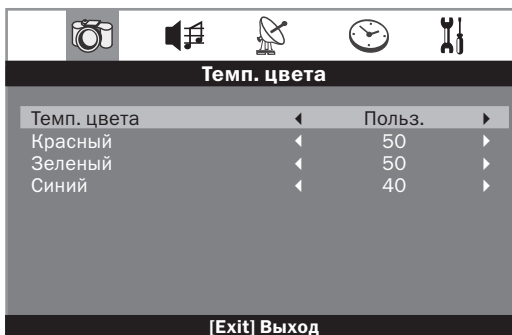 Темп. цвета
Темп. цвета Польз.
Красный 50
Зеленый 50
Синий 40
[Exit] Выход